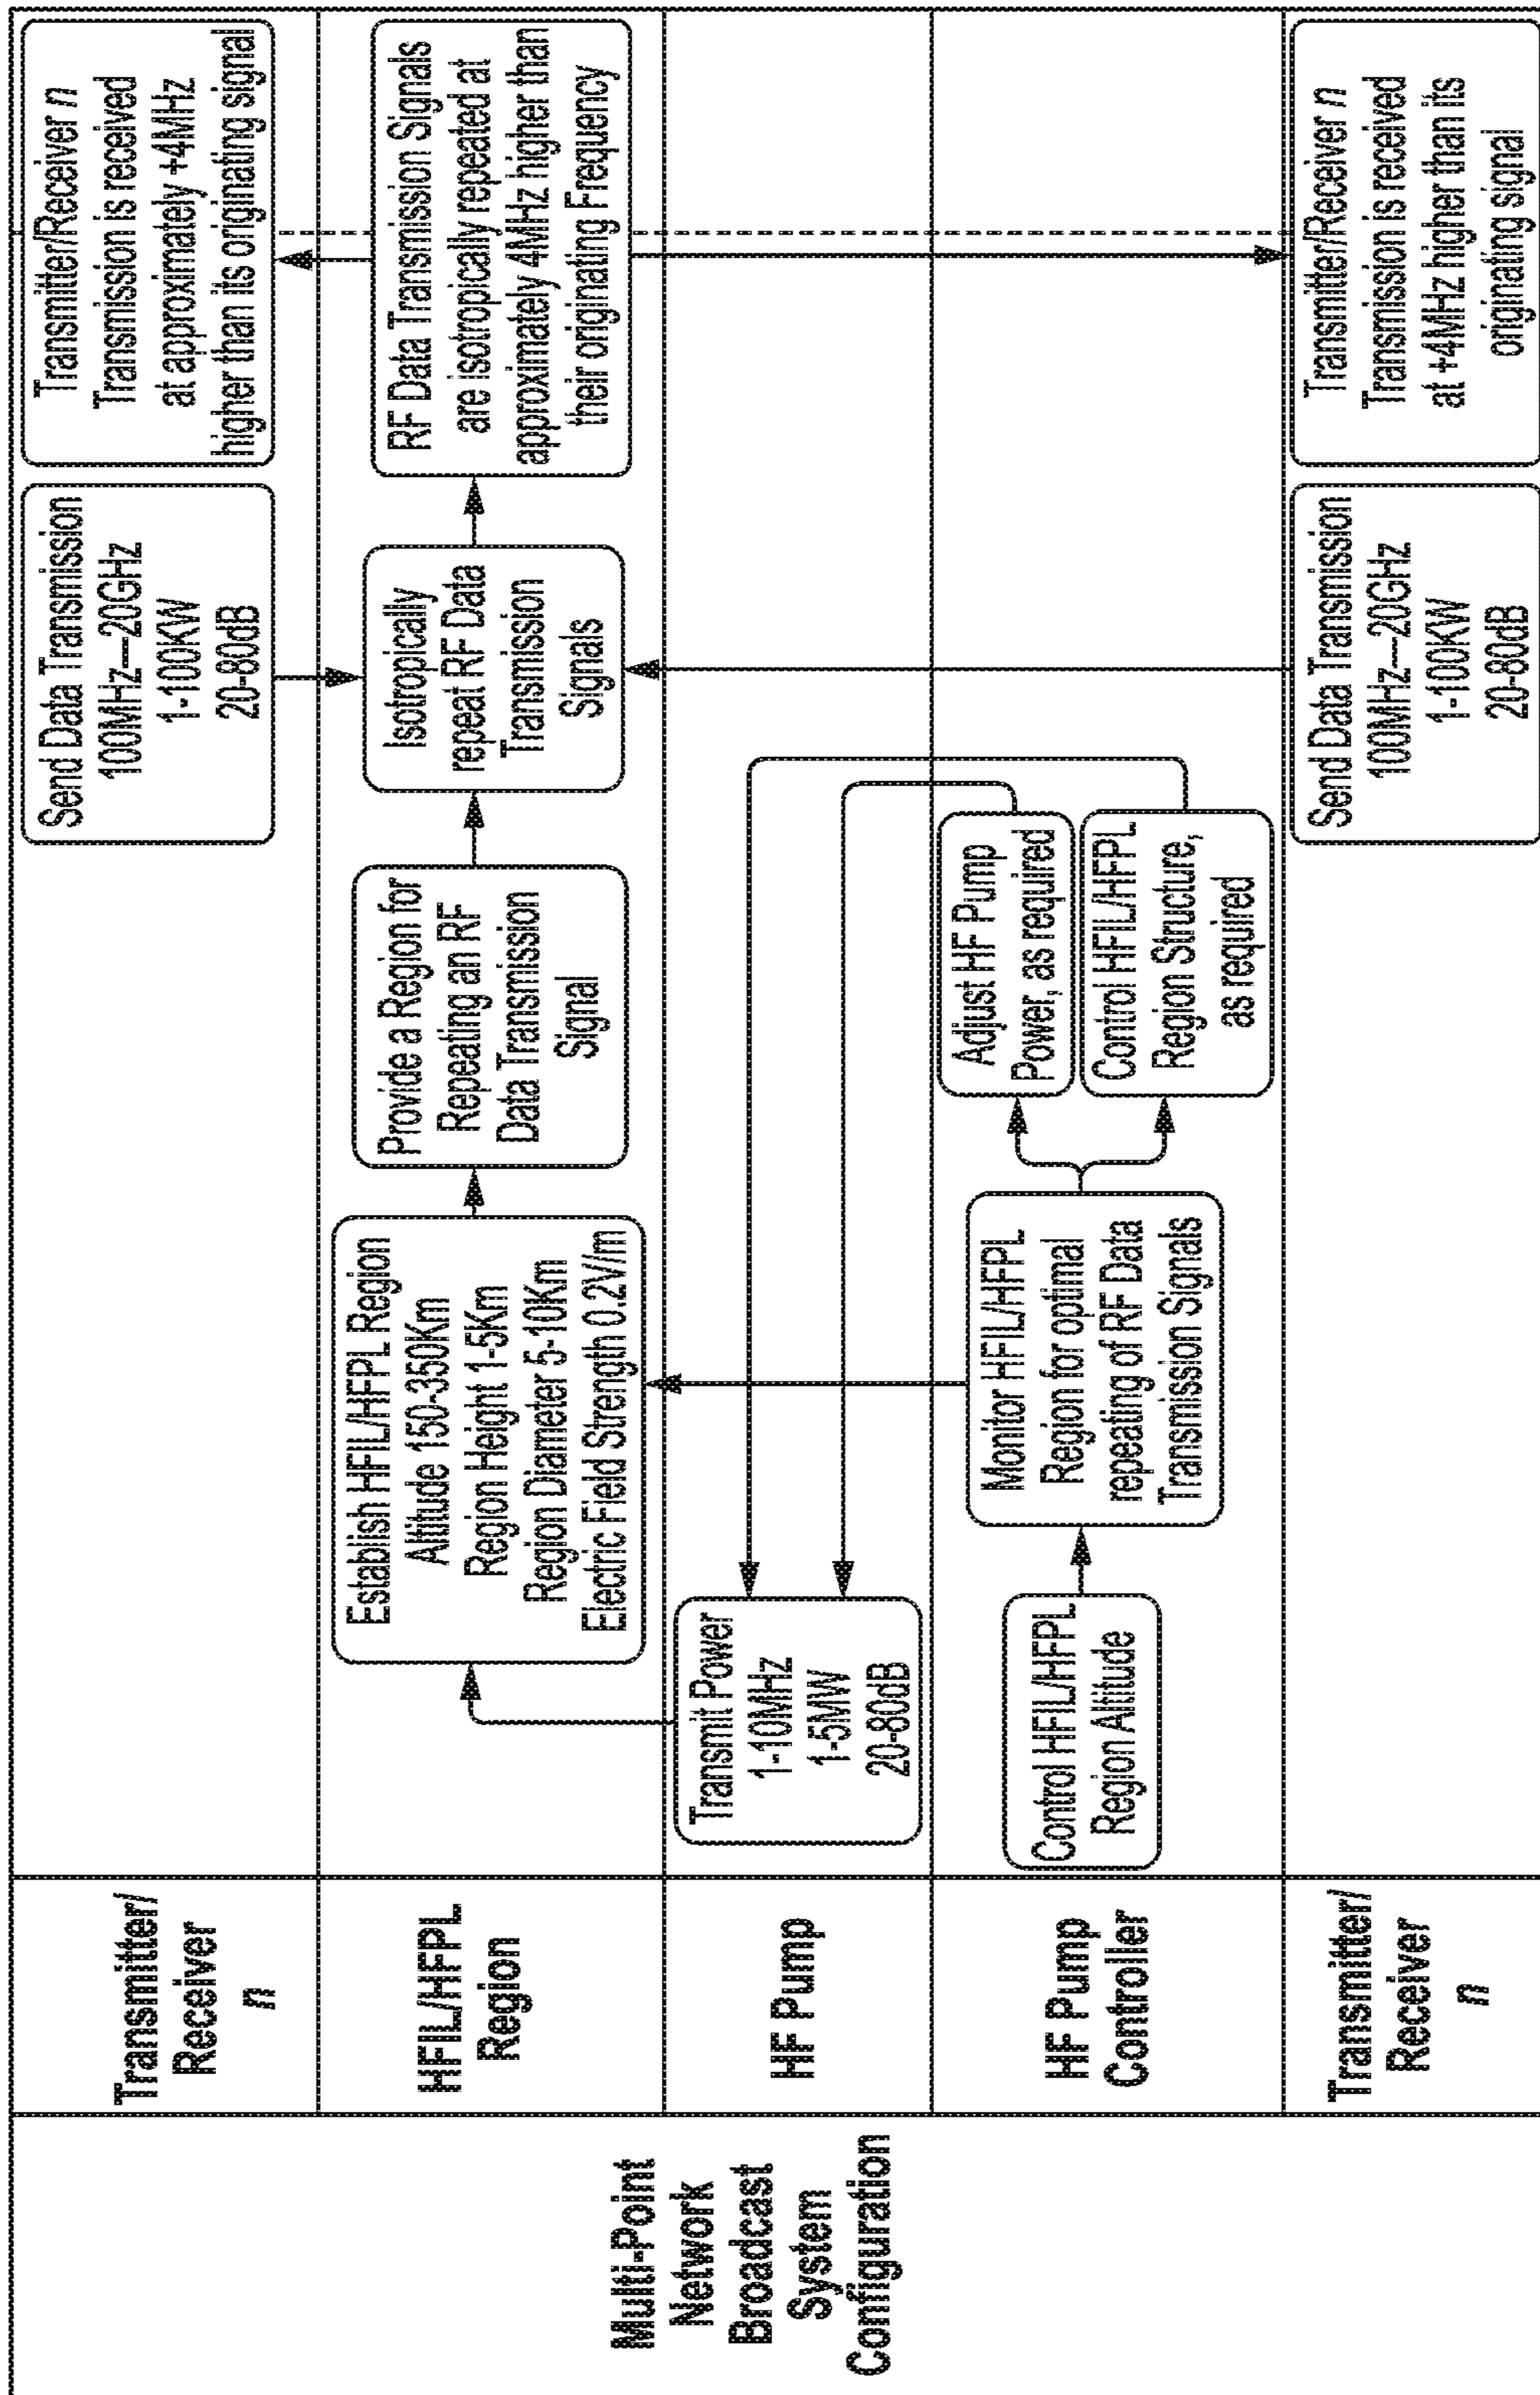 Multi-Point
Network
Broadcast
System
Configuration
Transmitter/
Receiver
n
Send Data Transmission
100MHz—20GHz
1-100KW
20-80dB
Transmitter/Receiver n
Transmission is received
at approximately +4MHz
higher than its originating signal
HFIL/HFPL
Region
Establish HFIL/HFPL Region
Altitude 150-350Km
Region Height 1-5Km
Region Diameter 5-10Km
Electric Field Strength 0.2V/m
Provide a Region for
Repeating an RF
Data Transmission
Signal
Isotropically
repeat RF Data
Transmission
Signals
RF Data Transmission Signals
are isotropically repeated at
approximately 4MHz higher than
their originating Frequency
HF Pump
Transmit Power
1-10MHz
1-5MW
20-80dB
HF Pump
Controller
Control HFIL/HFPL
Region Altitude
Monitor HFIL/HFPL
Region for optimal
repeating of RF Data
Transmission Signals
Adjust HF Pump
Power, as required
Control HFIL/HFPL
Region Structure,
as required
Transmitter/
Receiver
n
Send Data Transmission
100MHz—20GHz
1-100KW
20-80dB
Transmitter/Receiver n
Transmission is received
at +4MHz higher than its
originating signal